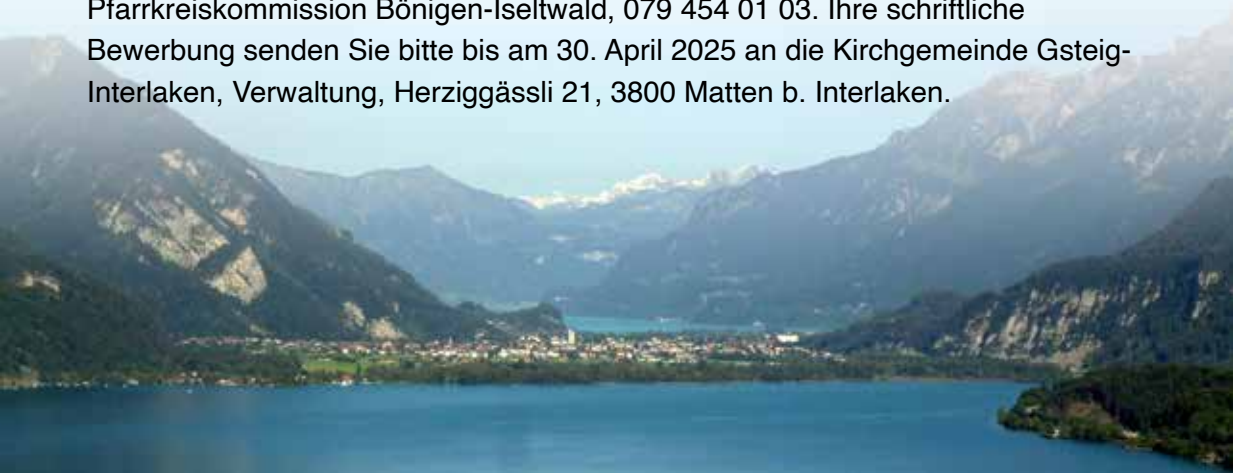 Pfarrkreiskommission Bönigen-Iseltwald, 079 454 01 03. Ihre schriftliche
Bewerbung senden Sie bitte bis am 30. April 2025 an die Kirchgemeinde Gsteig-
Interlaken, Verwaltung, Herziggässli 21, 3800 Matten b. Interlaken.